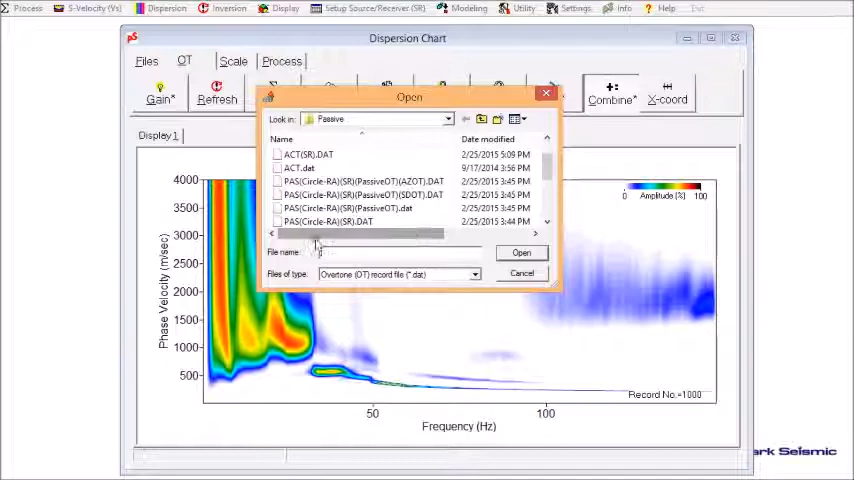 Process S-Velocity (Vs) Dispersion Inversion Display Setup Source/Receiver (SR) Modeling Utility Settings Info Help Exit
pS Dispersion Chart
Files OT Scale Process
Gain* Refresh Combine* X-coord
Open
Look in: Passive
Display 1
Name Date modified
ACT(SR).DAT 2/25/2015 5:09 PM
ACT.dat 9/17/2014 3:56 PM
PAS(Circle-RA)(SR)(PassiveOT)(AZOT).DAT 2/25/2015 3:45 PM
PAS(Circle-RA)(SR)(PassiveOT)(SDOT).DAT 2/25/2015 3:45 PM
PAS(Circle-RA)(SR)(PassiveOT).dat 2/25/2015 3:45 PM
PAS(Circle-RA)(SR).DAT 2/25/2015 3:44 PM
File name: Open
Files of type: Overtone (OT) record file (*.dat) Cancel
0 Amplitude (%) 100
Phase Velocity (m/sec)
4000
3500
3000
2500
2000
1500
1000
500
Record No.=1000
50 100
Frequency (Hz)
ark Seismic